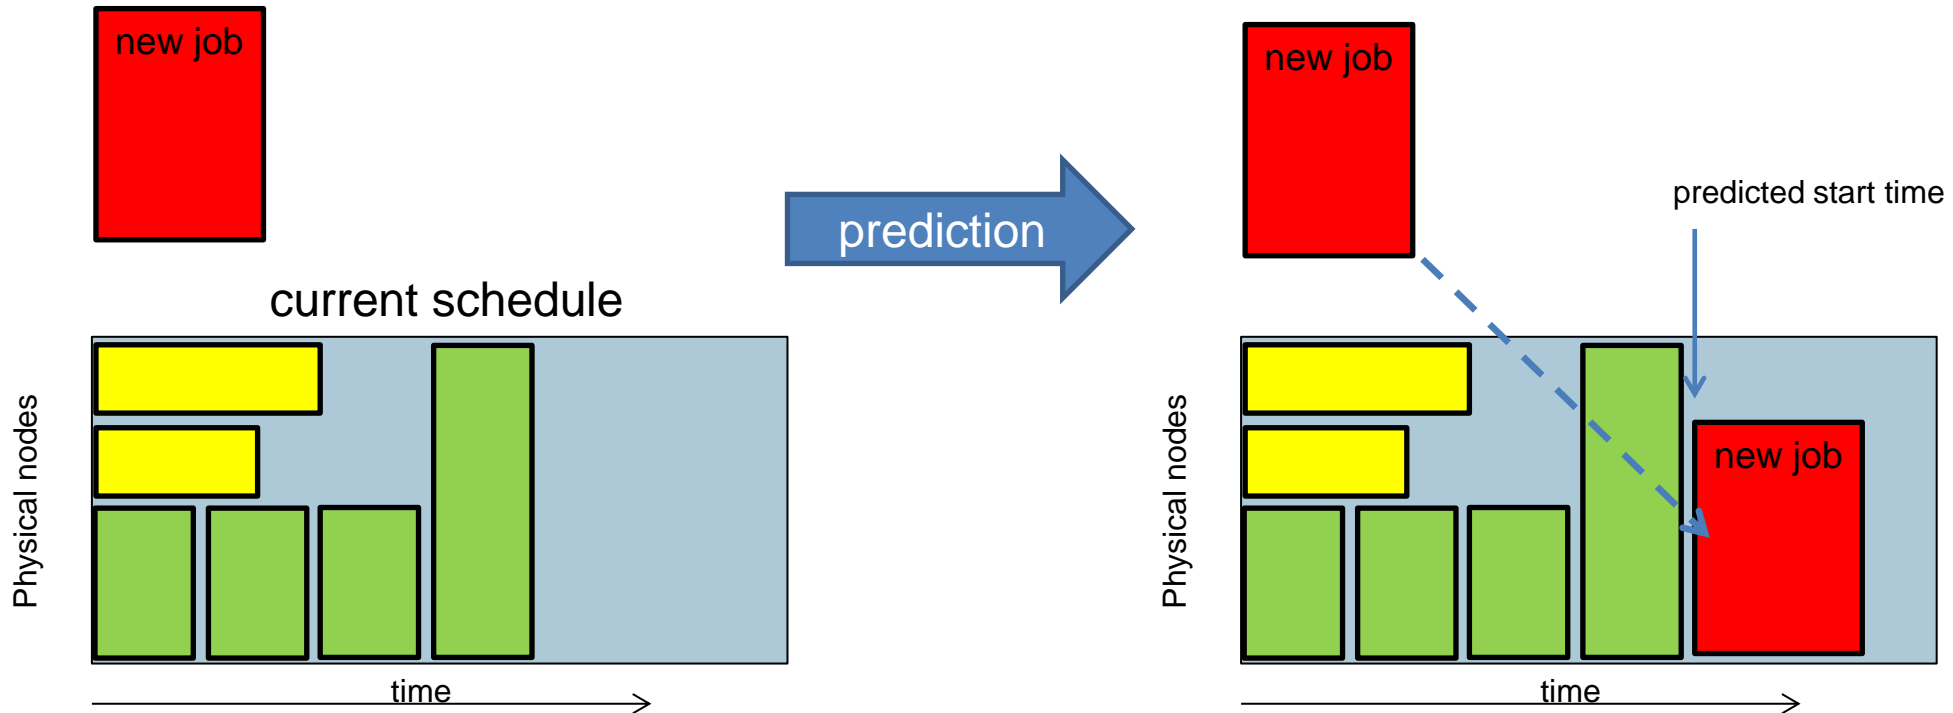 new job
current schedule
Physical nodes
time
prediction
new job
predicted start time
Physical nodes
new job
time